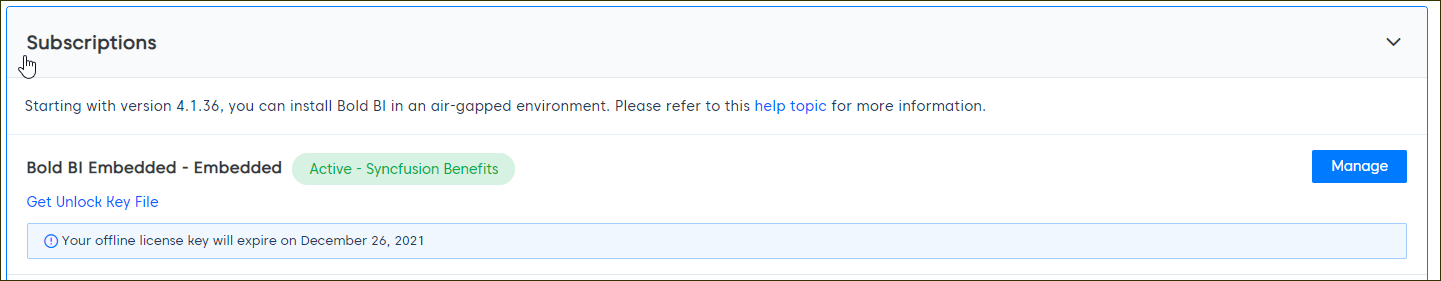 Subscriptions
Starting with version 4.1.36, you can install Bold BI in an air-gapped environment. Please refer to this help topic for more information.
Bold BI Embedded - Embedded Active - Syncfusion Benefits Manage
Get Unlock Key File
Your offline license key will expire on December 26, 2021